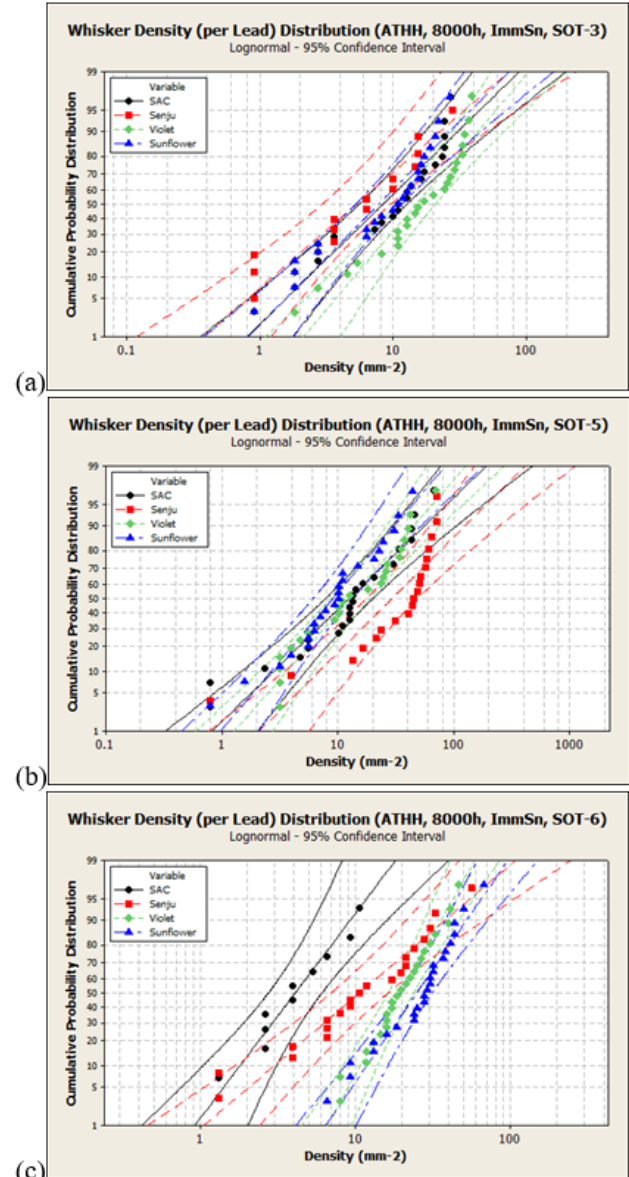 Whisker Density (per Lead) Distribution (ATHH, 8000h, ImmSn, SOT-3)
Lognormal - 95% Confidence Interval
99
Variable
SAC
Senju
Violet
Sunflower
95
90
80
70
60
50
40
30
20
10
5
1
Cumulative Probability Distribution
0.1 1 10 100
Density (mm-2)
(a)
Whisker Density (per Lead) Distribution (ATHH, 8000h, ImmSn, SOT-5)
Lognormal - 95% Confidence Interval
99
Variable
SAC
Senju
Violet
Sunflower
95
90
80
70
60
50
40
30
20
10
5
1
Cumulative Probability Distribution
0.1 1 10 100 1000
Density (mm-2)
(b)
Whisker Density (per Lead) Distribution (ATHH, 8000h, ImmSn, SOT-6)
Lognormal - 95% Confidence Interval
99
Variable
SAC
Senju
Violet
Sunflower
95
90
80
70
60
50
40
30
20
10
5
1
Cumulative Probability Distribution
1 10 100
Density (mm-2)
(c)